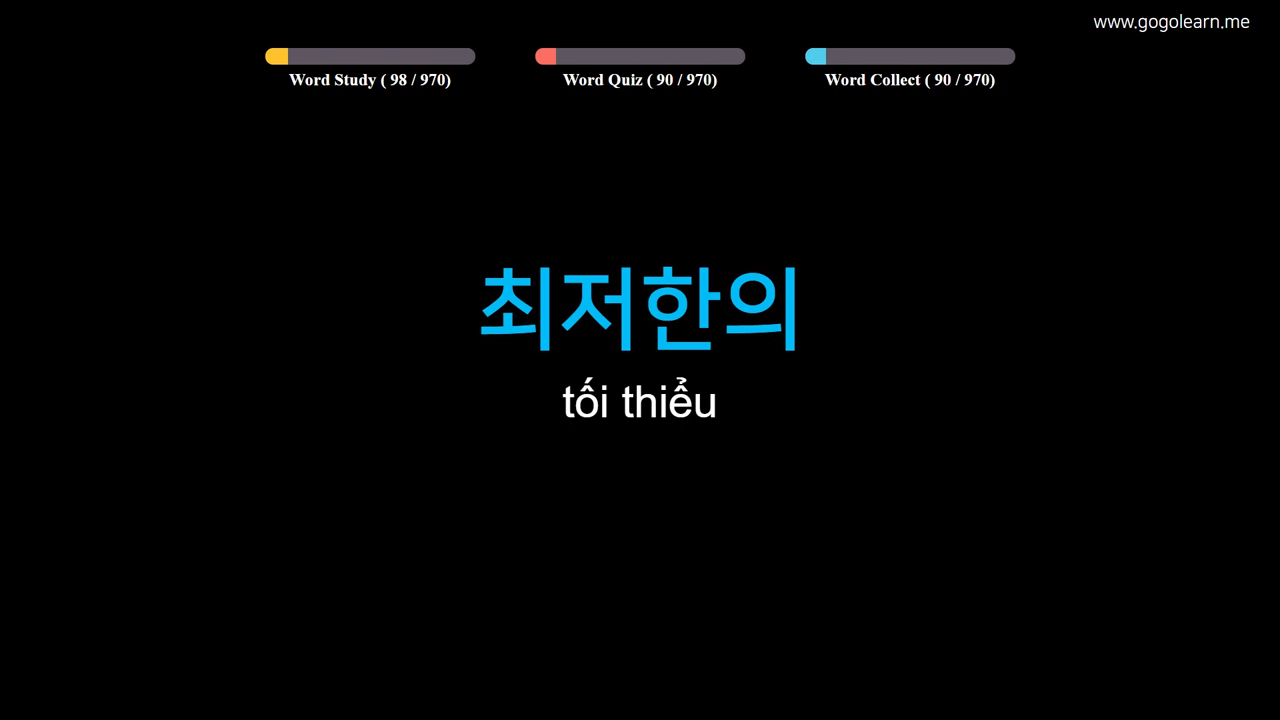 www.gogolearn.me
Word Study ( 98 / 970)
Word Quiz ( 90 / 970)
Word Collect ( 90 / 970)
최저한의
tối thiểu